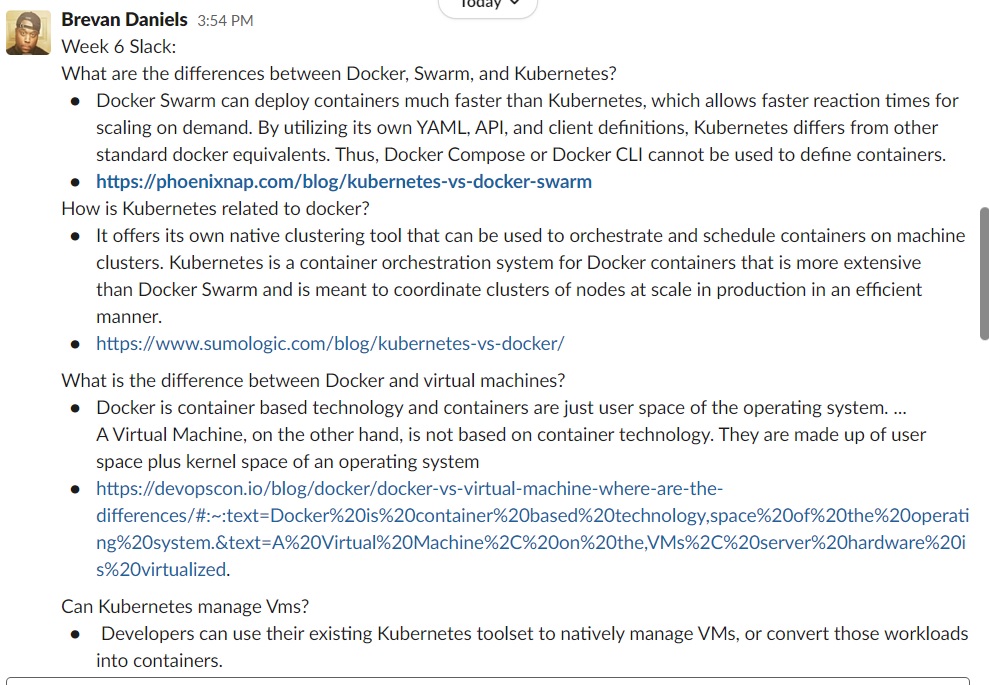 Today
Brevan Daniels 3:54 PM
Week 6 Slack:
What are the differences between Docker, Swarm, and Kubernetes?
• Docker Swarm can deploy containers much faster than Kubernetes, which allows faster reaction times for
scaling on demand. By utilizing its own YAML, API, and client definitions, Kubernetes differs from other
standard docker equivalents. Thus, Docker Compose or Docker CLI cannot be used to define containers.
• https://phoenixnap.com/blog/kubernetes-vs-docker-swarm
How is Kubernetes related to docker?
• It offers its own native clustering tool that can be used to orchestrate and schedule containers on machine
clusters. Kubernetes is a container orchestration system for Docker containers that is more extensive
than Docker Swarm and is meant to coordinate clusters of nodes at scale in production in an efficient
manner.
• https://www.sumologic.com/blog/kubernetes-vs-docker/
What is the difference between Docker and virtual machines?
• Docker is container based technology and containers are just user space of the operating system. ...
A Virtual Machine, on the other hand, is not based on container technology. They are made up of user
space plus kernel space of an operating system
• https://devopscon.io/blog/docker/docker-vs-virtual-machine-where-are-the-
differences/#:~:text=Docker%20is%20container%20based%20technology,space%20of%20the%20operati
ng%20system.&text=A%20Virtual%20Machine%2C%20on%20the,VMs%2C%20server%20hardware%20i
s%20virtualized.
Can Kubernetes manage Vms?
• Developers can use their existing Kubernetes toolset to natively manage VMs, or convert those workloads
into containers.